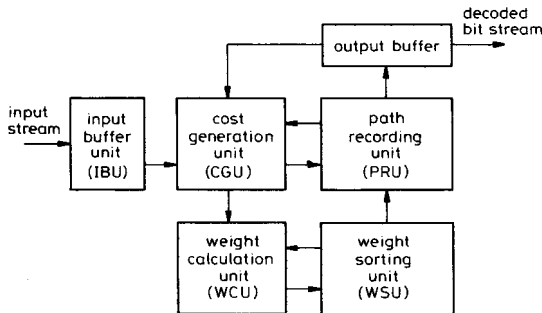 decoded
bit stream
output buffer
input
stream
input
buffer
unit
(IBU)
cost
generation
unit
(CGU)
path
recording
unit
(PRU)
weight
calculation
unit
(WCU)
weight
sorting
unit
(WSU)